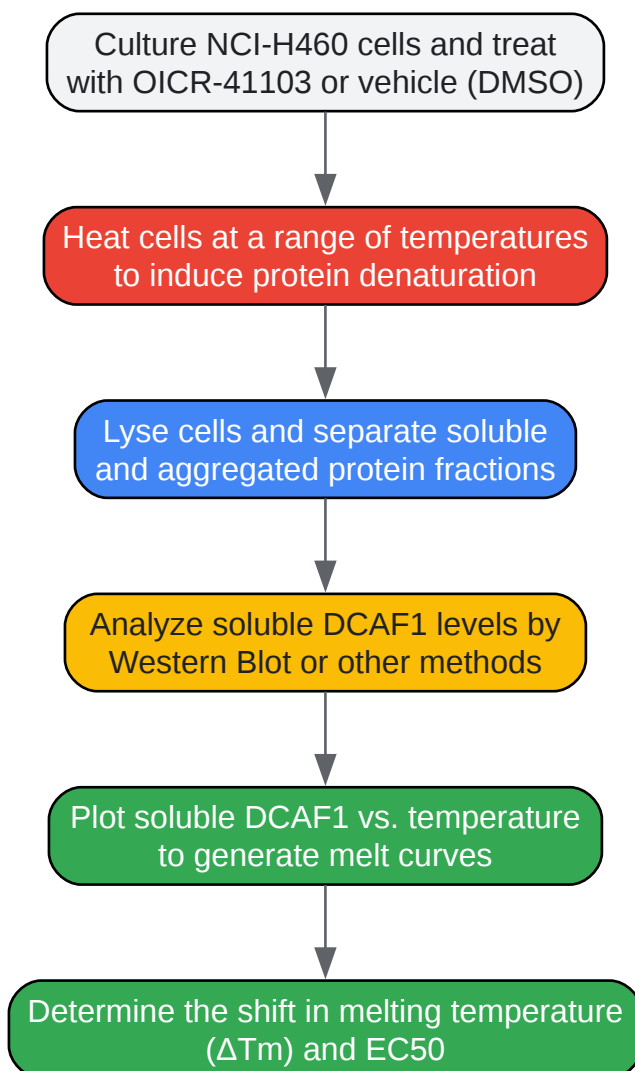 Culture NCI-H460 cells and treat
with OICR-41103 or vehicle (DMSO)
Heat cells at a range of temperatures
to induce protein denaturation
Lyse cells and separate soluble
and aggregated protein fractions
Analyze soluble DCAF1 levels by
Western Blot or other methods
Plot soluble DCAF1 vs. temperature
to generate melt curves
Determine the shift in melting temperature
(ΔTm) and EC50